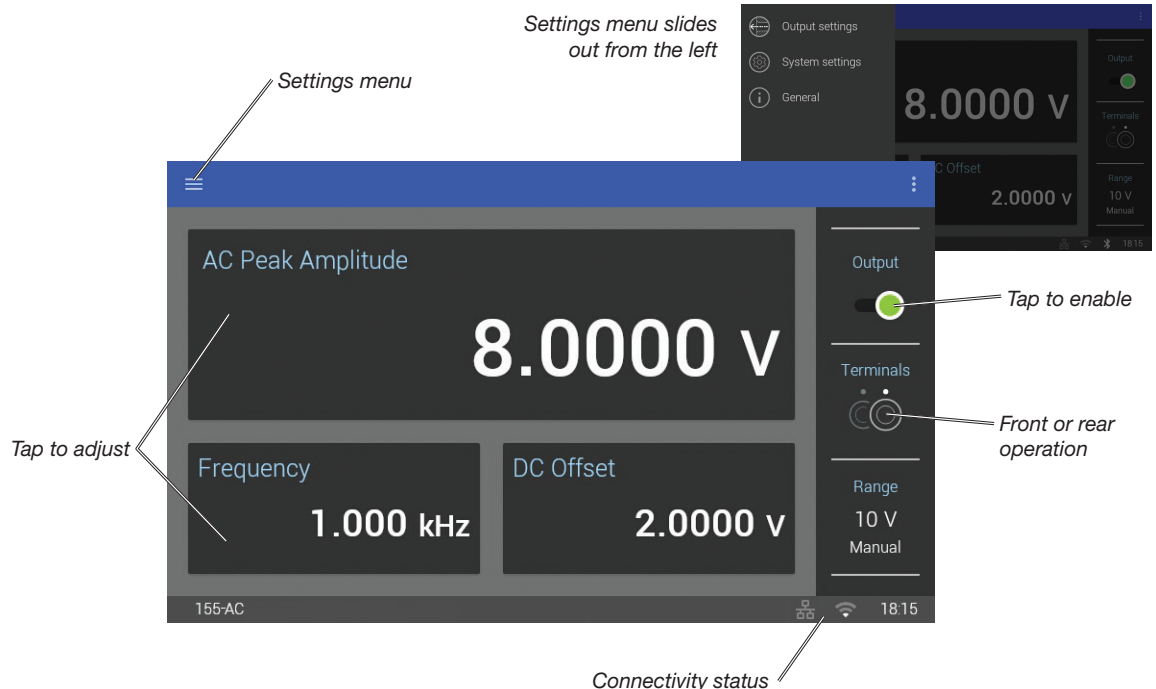 Settings menu slides
out from the left
Output settings
System settings
General
8.0000 V
C Offset
2.0000 V
Output
Terminals
Range
10 V
Manual
18:15
Settings menu
AC Peak Amplitude
8.0000 V
Frequency
1.000 kHz
DC Offset
2.0000 V
Output
Terminals
Range
10 V
Manual
155-AC
18:15
Tap to adjust
Tap to enable
Front or rear
operation
Connectivity status